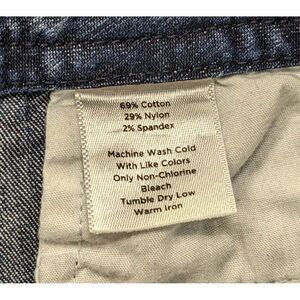 69% Cotton
29% Nylon
2% Spandex
Machine Wash Cold
With Like Colors
Only Non-Chlorine
Bleach
Tumble Dry Low
Warm Iron